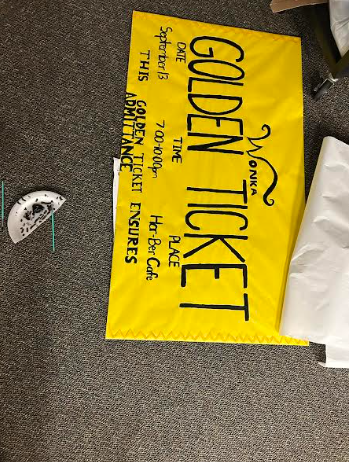 WONKA
GOLDEN TICKET
DATE TIME PLACE
September 13 7:00-10:00pm Har-Ber Cafe
THIS GOLDEN TICKET ENSURES
ADMITTANCE